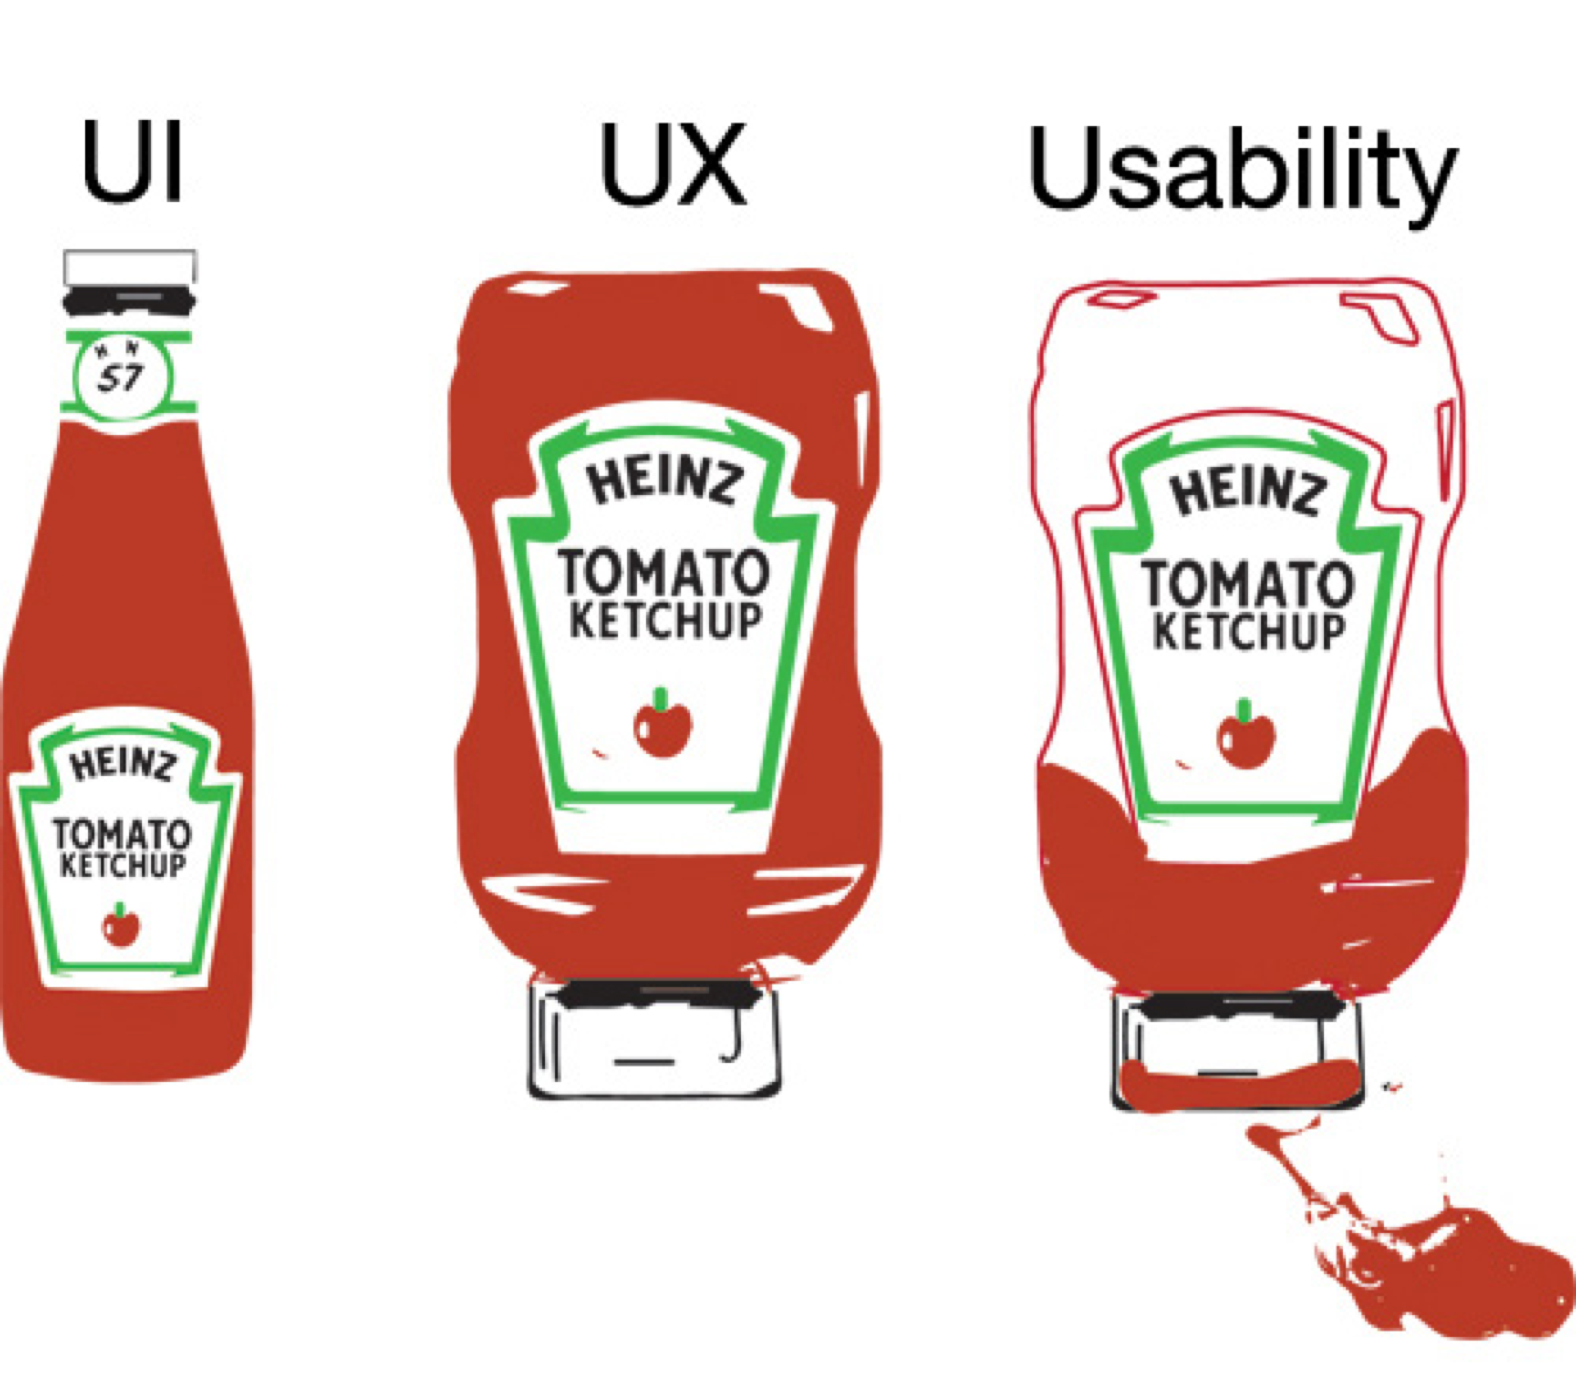 UI
UX
Usability
H N
57
HEINZ
TOMATO
KETCHUP
HEINZ
TOMATO
KETCHUP
HEINZ
TOMATO
KETCHUP